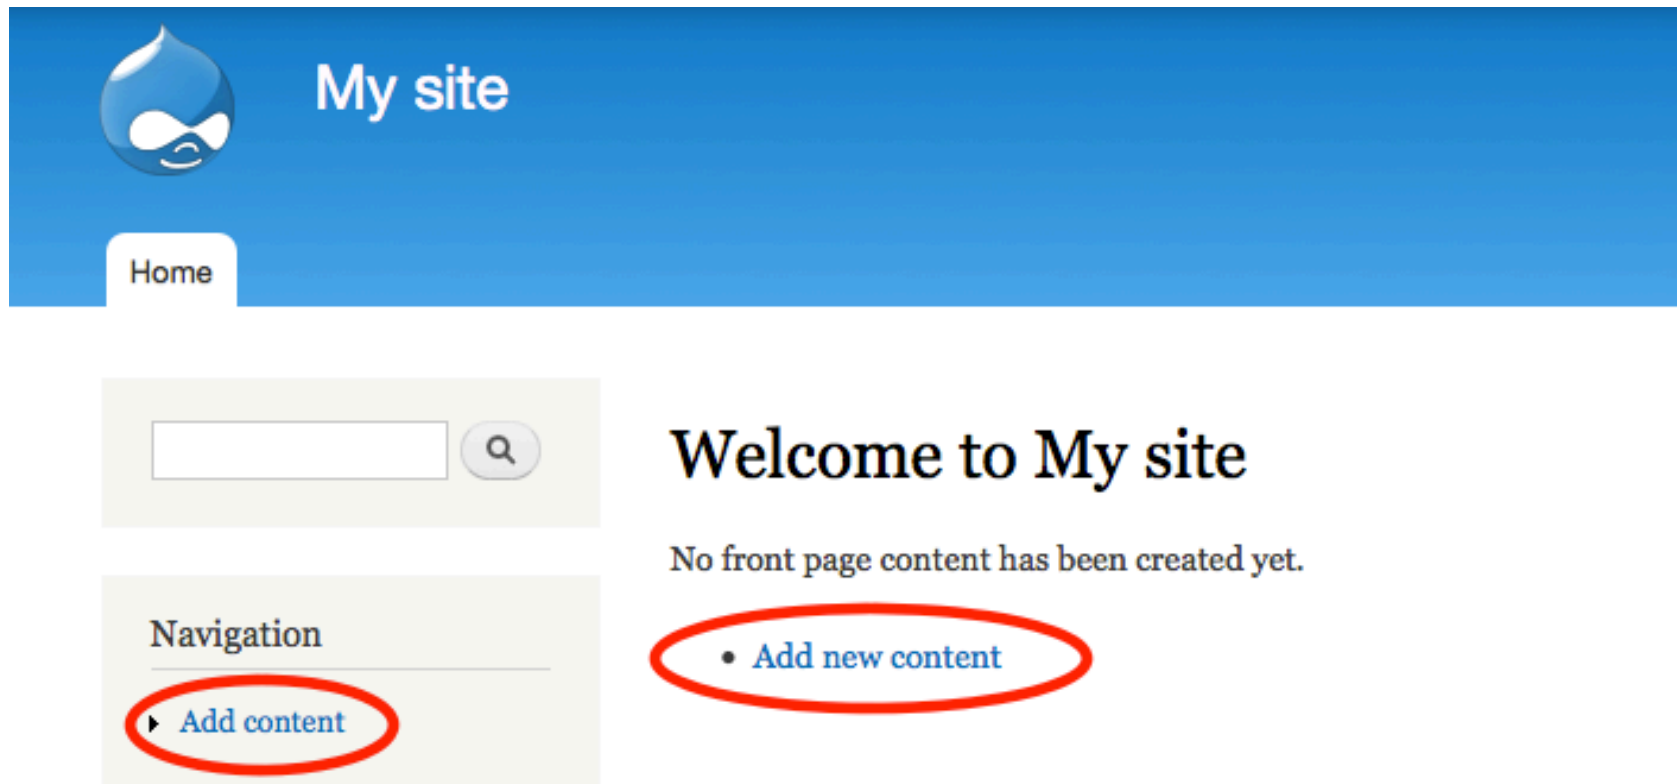 My site
Home
Welcome to My site
No front page content has been created yet.
Add new content
Navigation
Add content